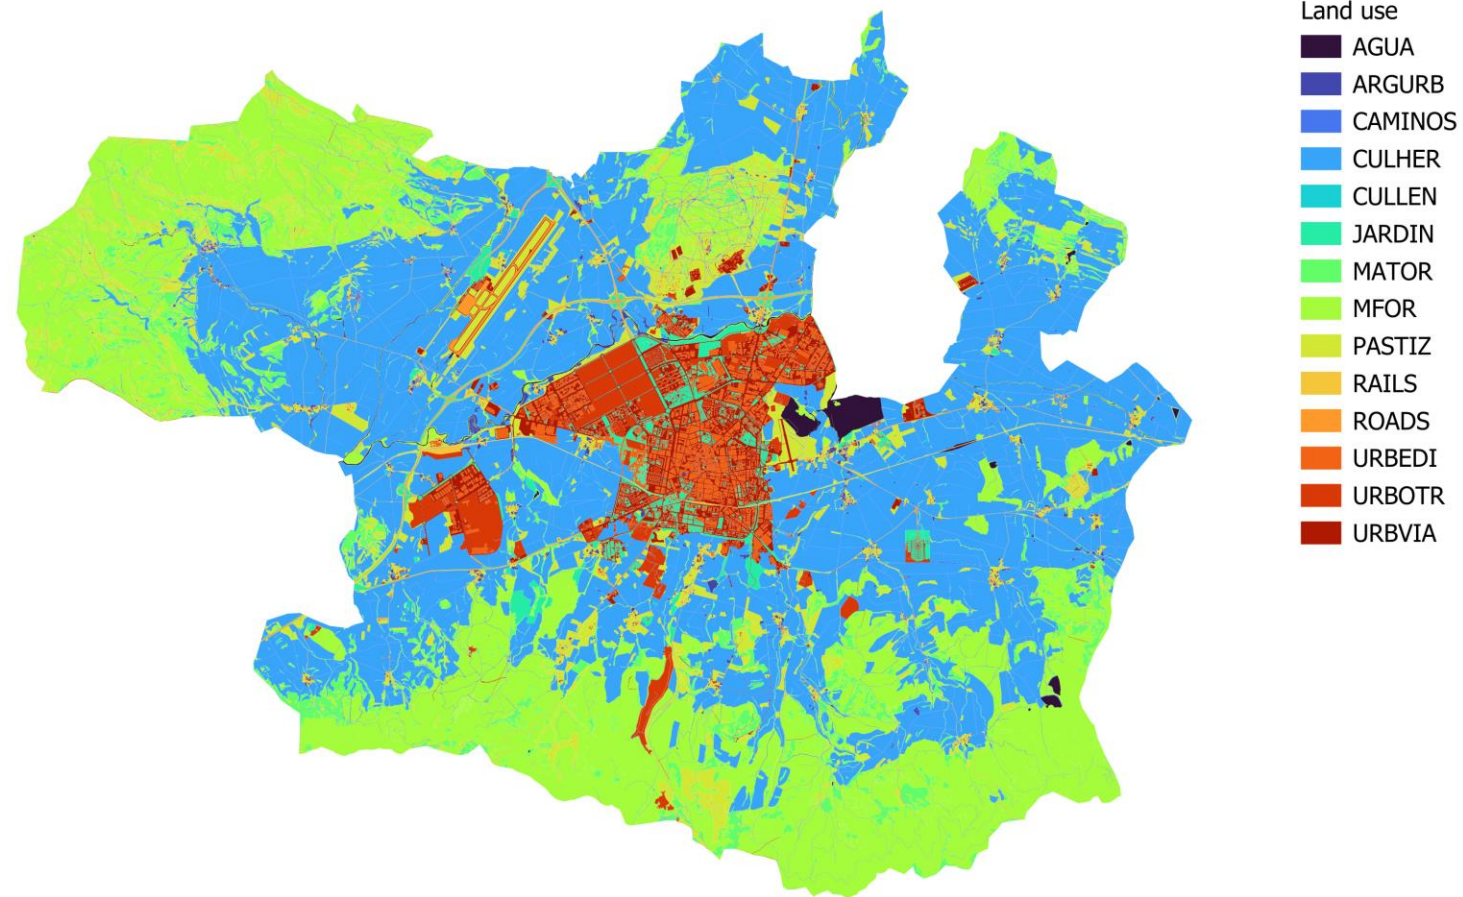 Land use
AGUA
ARGURB
CAMINOS
CULHER
CULLEN
JARDIN
MATOR
MFOR
PASTIZ
RAILS
ROADS
URBEDI
URBOTR
URBVIA